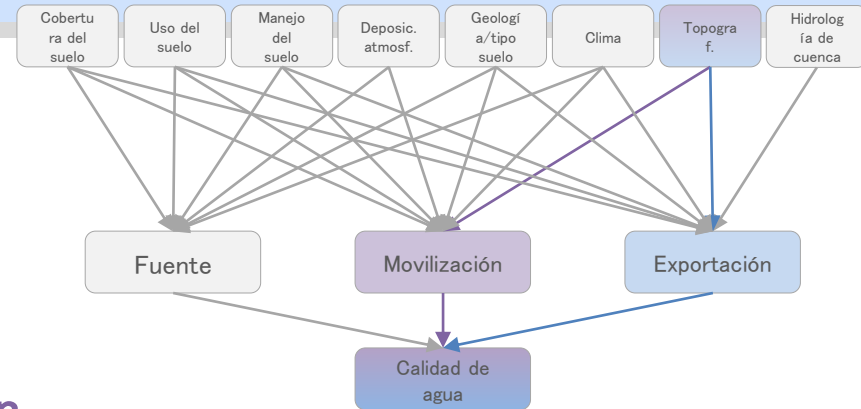 Cobertu
ra del
suelo
Uso del
suelo
Manejo
del
suelo
Deposic.
atmosf.
Geologí
a/tipo
suelo
Clima
Topogra
f.
Hidrolog
ía de
cuenca
Fuente
Movilización
Exportación
Calidad de
agua